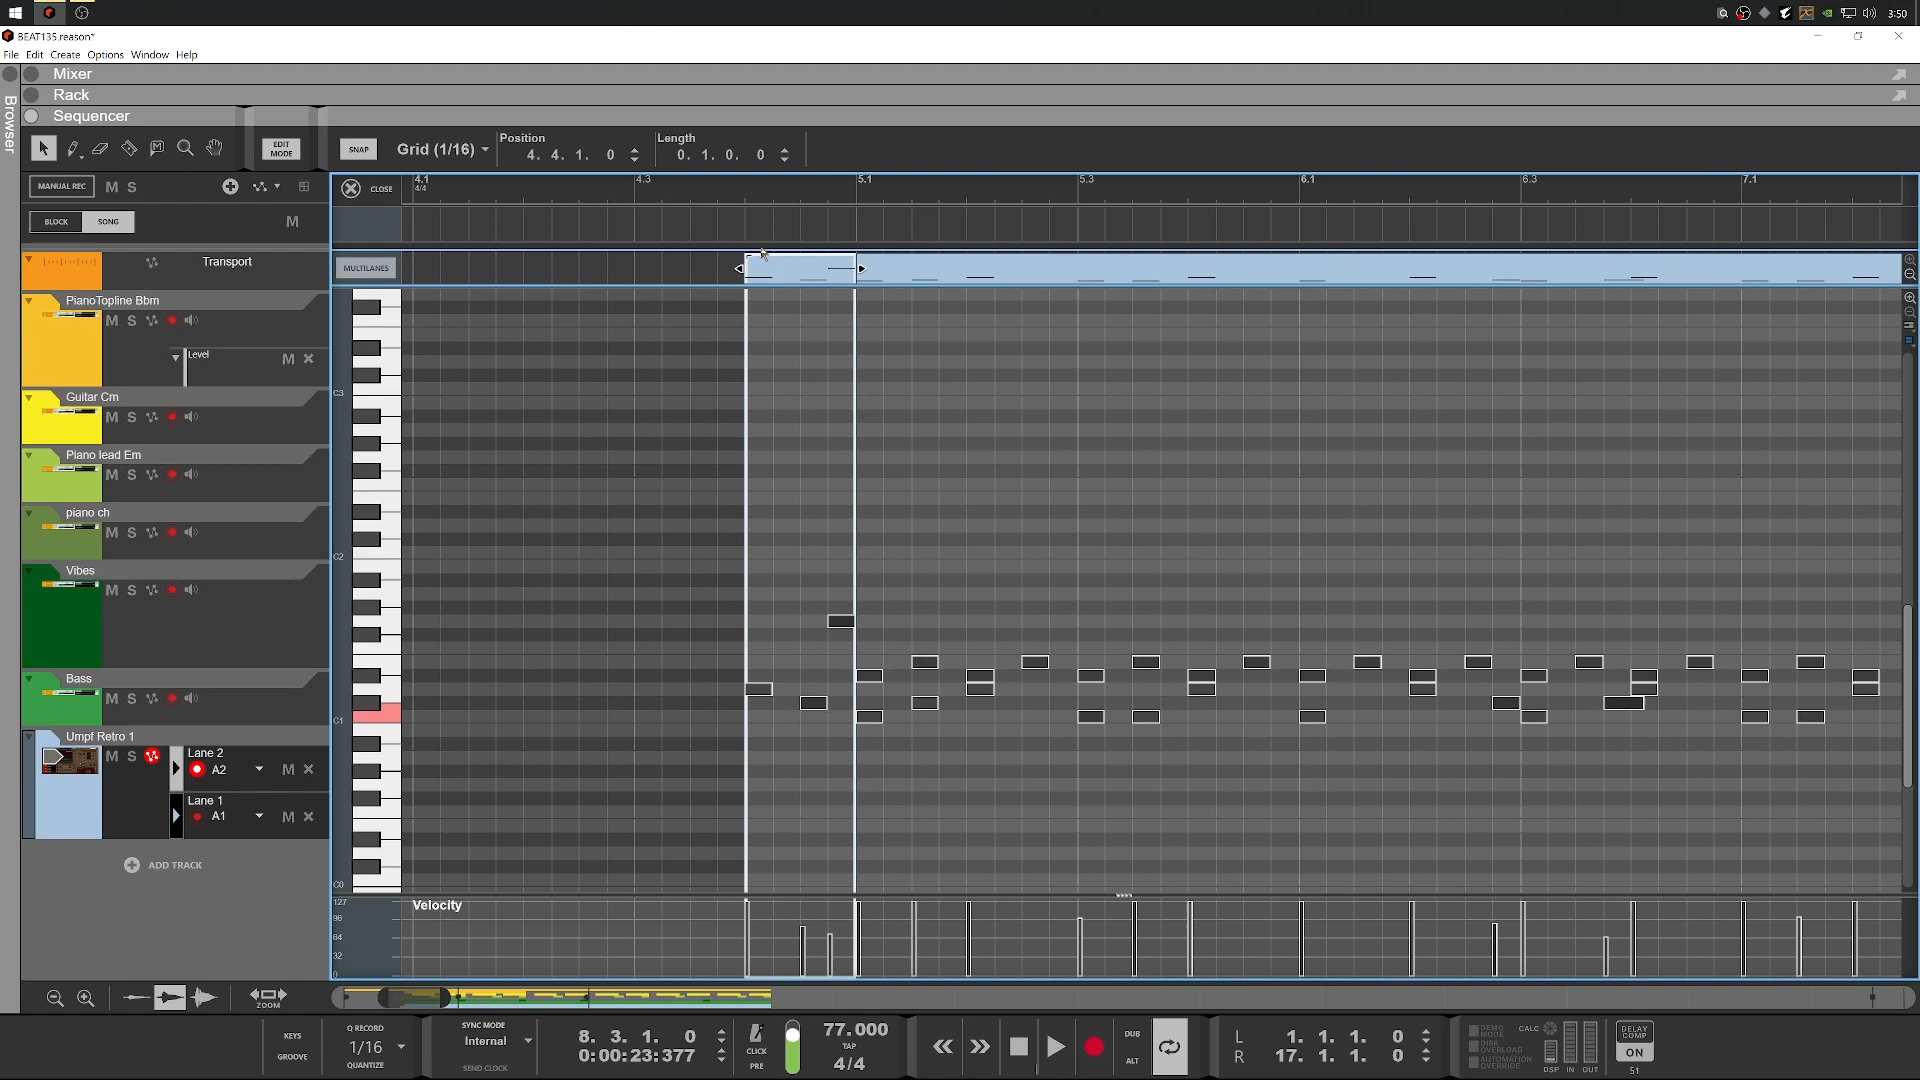 3:50
BEAT135.reason*
File Edit Create Options Window Help
Browser
Mixer
Rack
Sequencer
EDIT MODE
SNAP
Grid (1/16)
Position
4. 4. 1. 0
Length
0. 1. 0. 0
MANUAL REC
M S
CLOSE
4.1
4/4
4.3
5.1
5.3
6.1
6.3
7.1
BLOCK SONG
M
Transport
MULTILANES
PianoTopline Bbm
M S
Level
M
Guitar Cm
M S
C3
Piano lead Em
M S
piano ch
M S
C2
Vibes
M S
Bass
M S
C1
Umpf Retro 1
M S
Lane 2
A2
M
Lane 1
A1
M
ADD TRACK
C0
127
96
64
32
0
Velocity
ZOOM
KEYS
GROOVE
Q RECORD
1/16
QUANTIZE
SYNC MODE
Internal
SEND CLOCK
8. 3. 1. 0
0:00:23:377
CLICK
PRE
77.000
TAP
4/4
DUB
ALT
L 1. 1. 1. 0
R 17. 1. 1. 0
DEMO MODE
DISK OVERLOAD
AUTOMATION OVERRIDE
CALC
DSP IN OUT
DELAY COMP
ON
51